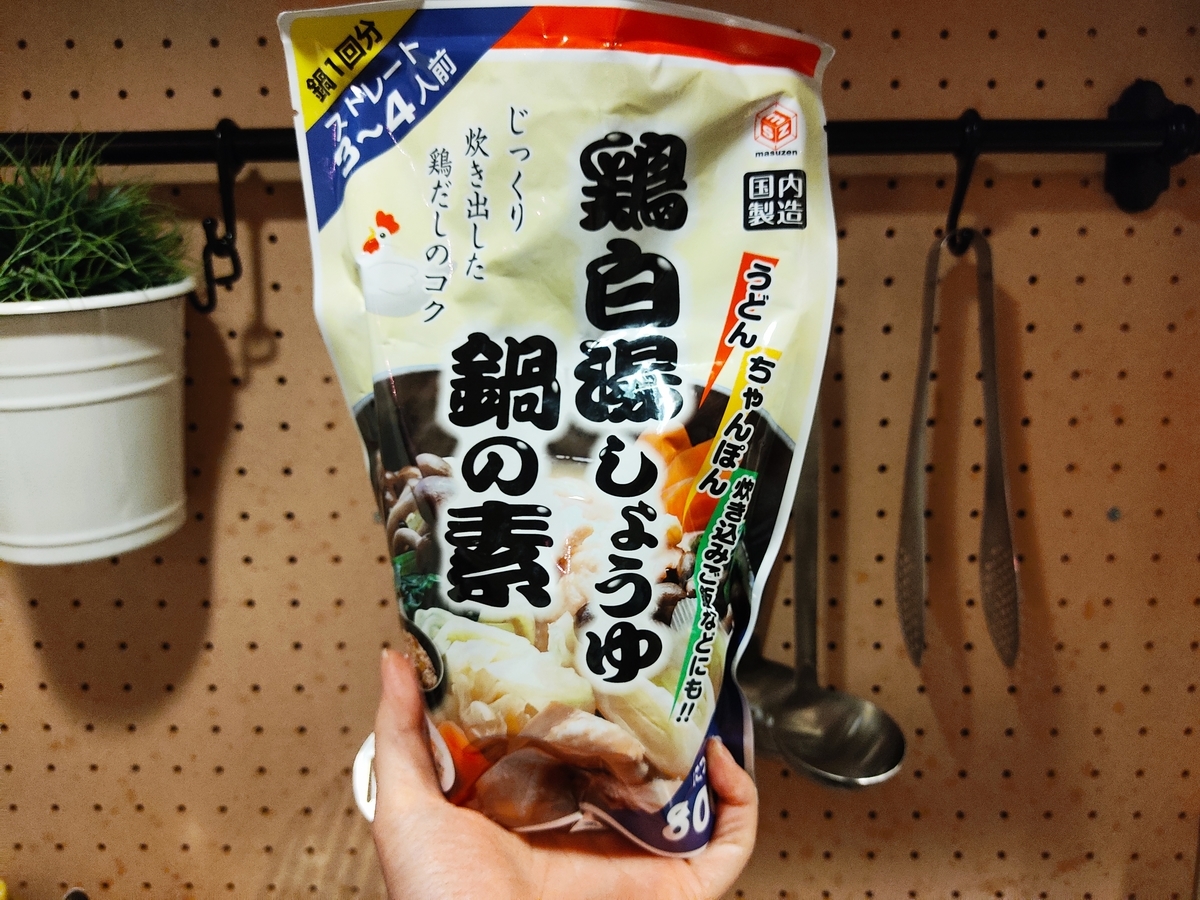 鍋1回分
ストレート
3〜4人前
じっくり
炊き出した
鶏だしのコク
鶏白湯しょうゆ
鍋の素
masuzen
国内
製造
うどん
ちゃんぽん
炊き込みご飯などにも!!
80